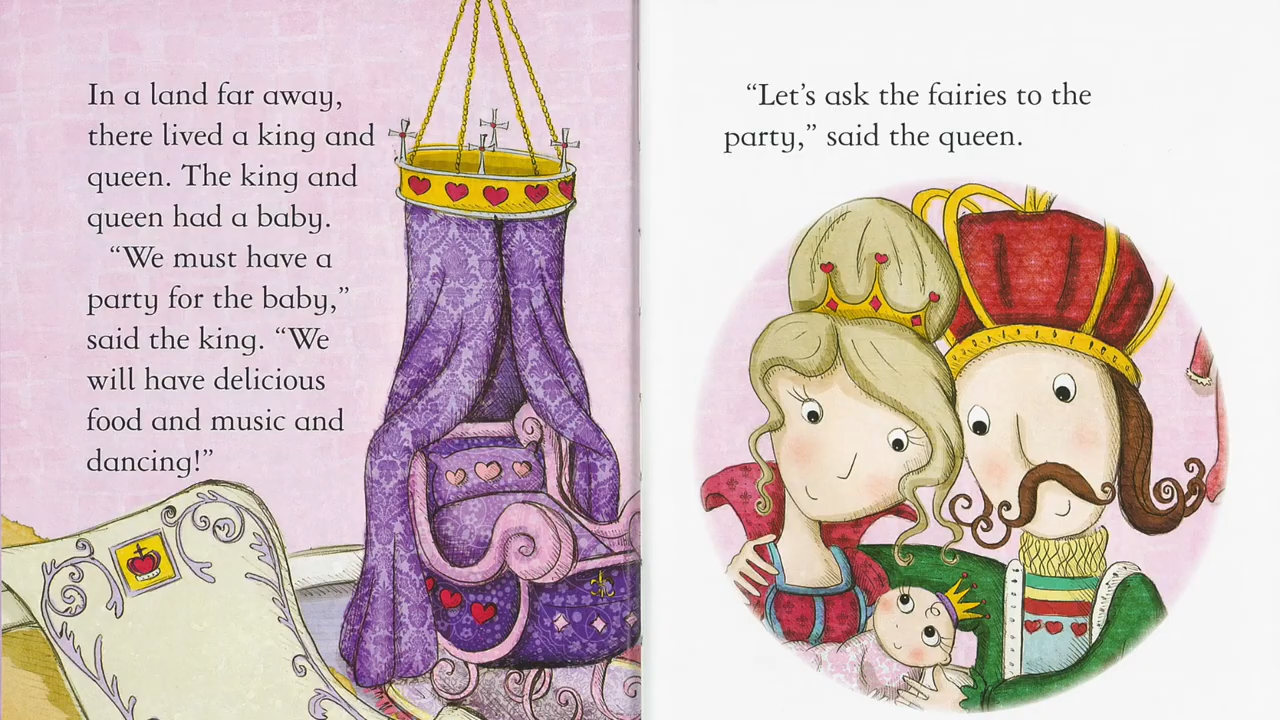 In a land far away,
there lived a king and
queen. The king and
queen had a baby.
“We must have a
party for the baby,”
said the king. “We
will have delicious
food and music and
dancing!”
“Let’s ask the fairies to the
party,” said the queen.